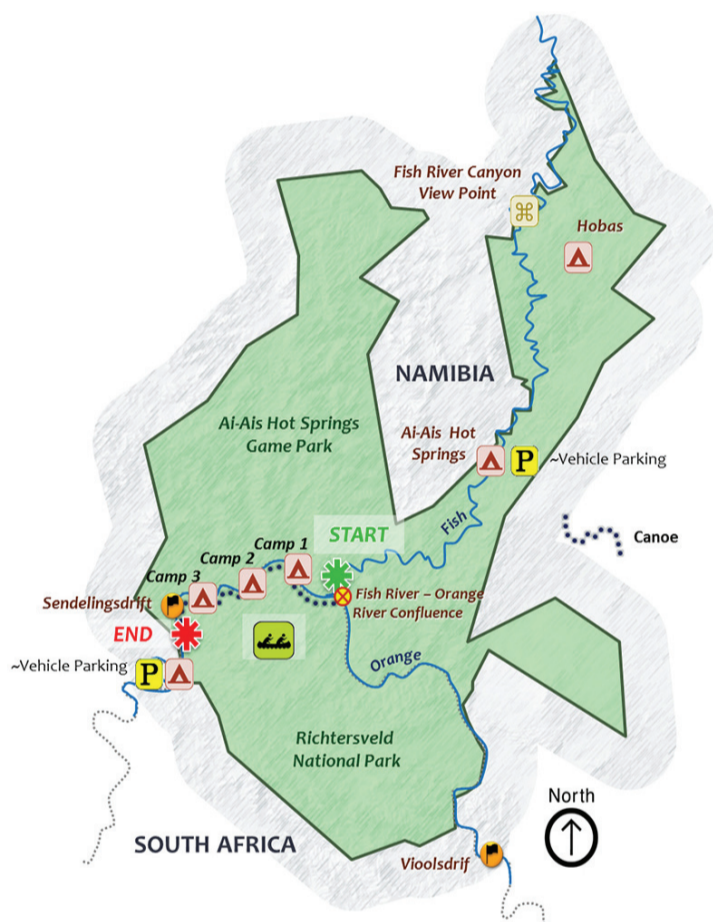 Fish River Canyon
View Point
Hobas
NAMIBIA
Ai-Ais Hot Springs
Game Park
Ai-Ais Hot
Springs
P
~Vehicle Parking
Fish
START
Canoe
Camp 1
Camp 2
Camp 3
Sendelingsdrift
Fish River – Orange
River Confluence
END
~Vehicle Parking
P
Orange
Richtersveld
National Park
North
SOUTH AFRICA
Vioolsdrif